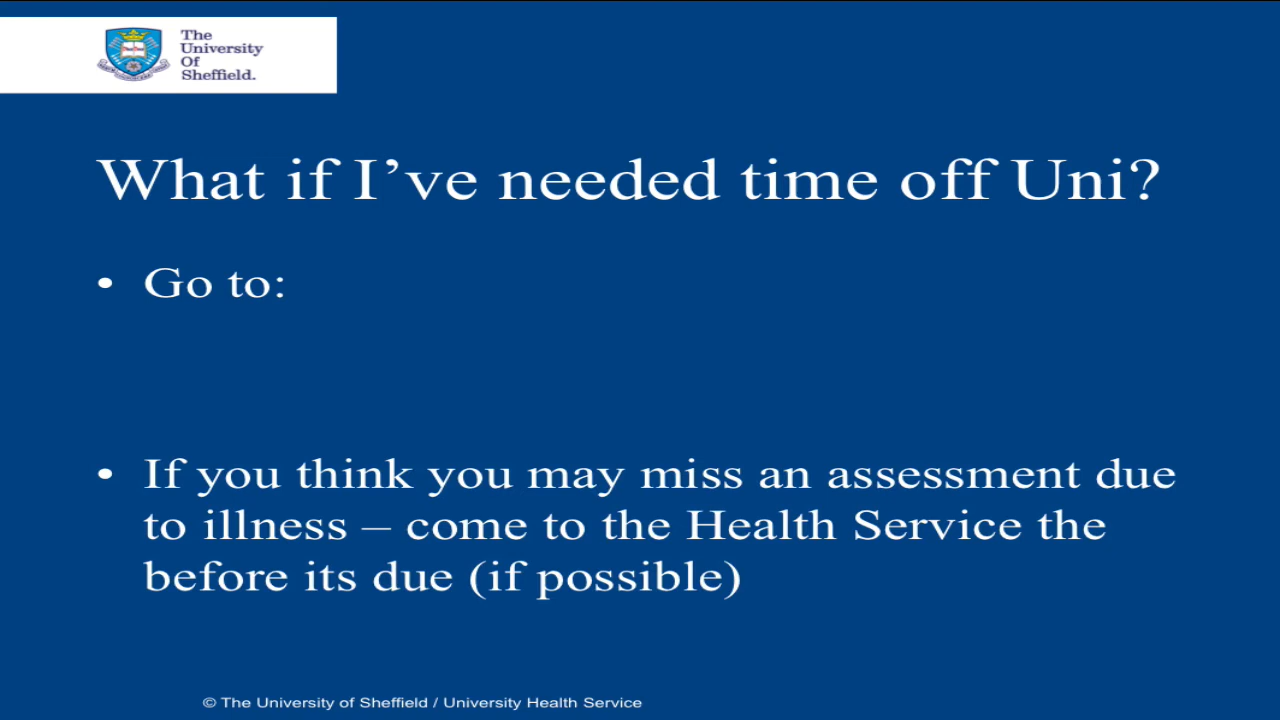 The
University
Of
Sheffield.
What if I’ve needed time off Uni?
• Go to:
• If you think you may miss an assessment due
to illness – come to the Health Service the
before its due (if possible)
© The University of Sheffield / University Health Service